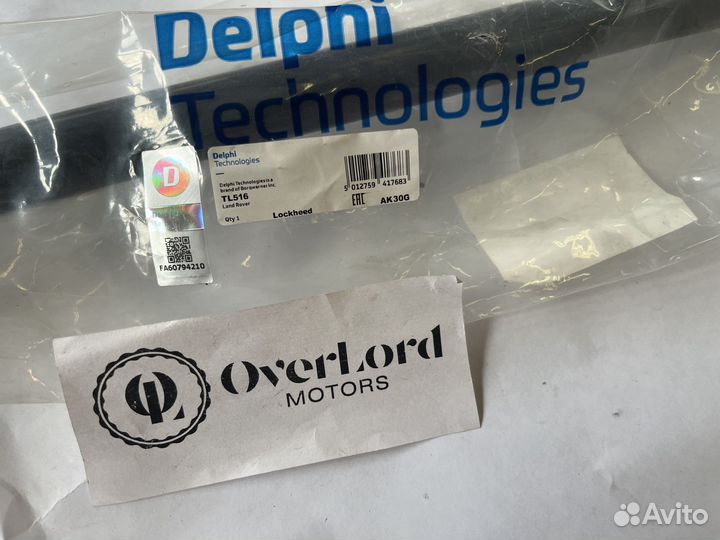 Delphi
Technologies
Delphi
Technologies
Delphi Technologies is a
brand of Borgwarner Inc.
TL516
Land Rover
Qty 1
Lockheed
5 012759 417683
EAC
AK30G
D
FA60794210
OverLord
MOTORS
Avito